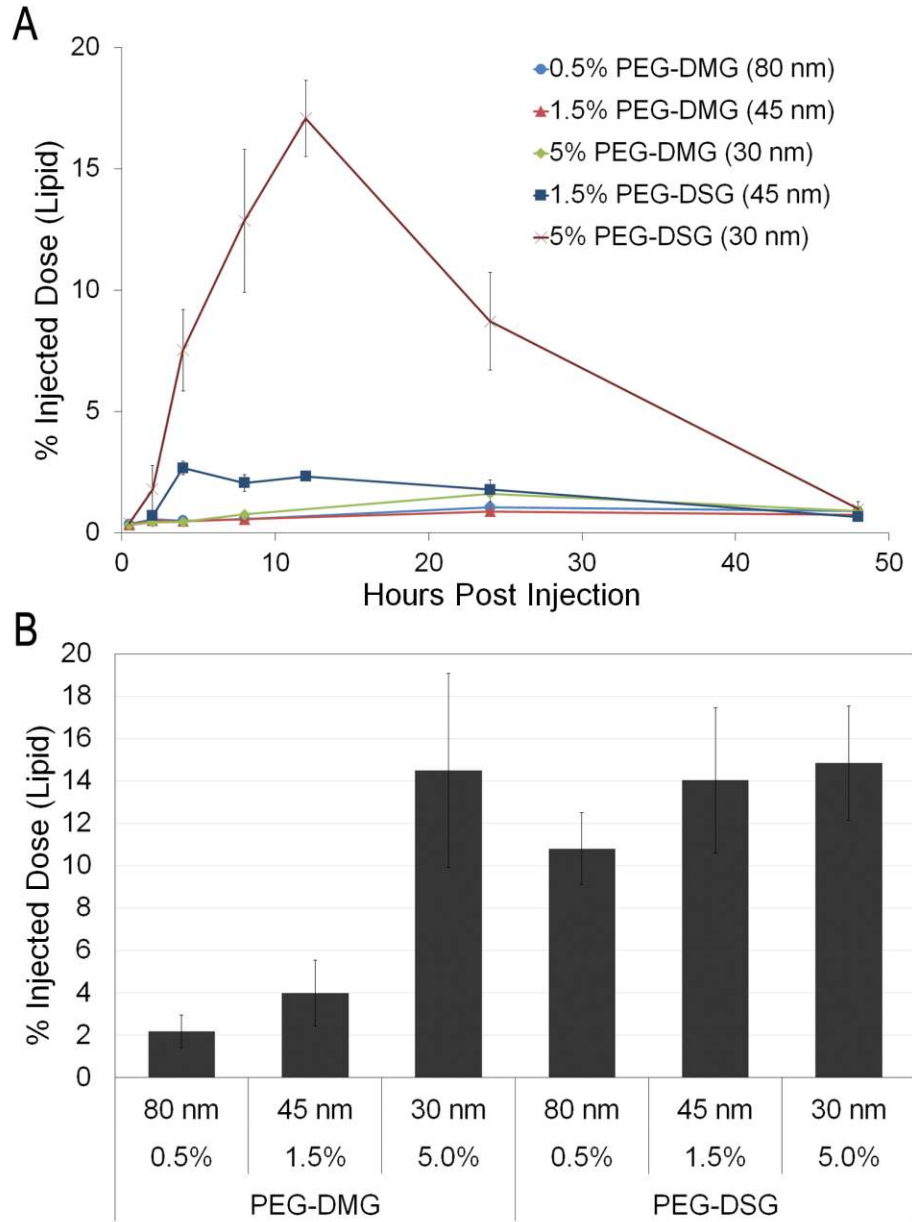 A
20
15
10
5
0
% Injected Dose (Lipid)
0.5% PEG-DMG (80 nm)
1.5% PEG-DMG (45 nm)
5% PEG-DMG (30 nm)
1.5% PEG-DSG (45 nm)
5% PEG-DSG (30 nm)
0 10 20 30 40 50
Hours Post Injection
B
20
18
16
14
12
10
8
6
4
2
0
% Injected Dose (Lipid)
80 nm 45 nm 30 nm 80 nm 45 nm 30 nm
0.5% 1.5% 5.0% 0.5% 1.5% 5.0%
PEG-DMG PEG-DSG